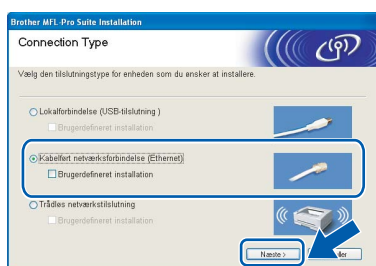 Brother MFL-Pro Suite Installation
Connection Type
Vælg den tilslutningstype for enheden som du ønsker at installere.
Lokalforbindelse (USB-tilslutning )
Brugerdefineret installation
Kabelført netværksforbindelse (Ethernet)
Brugerdefineret installation
Trådløs netværkstilslutning
Brugerdefineret installation
Næste >